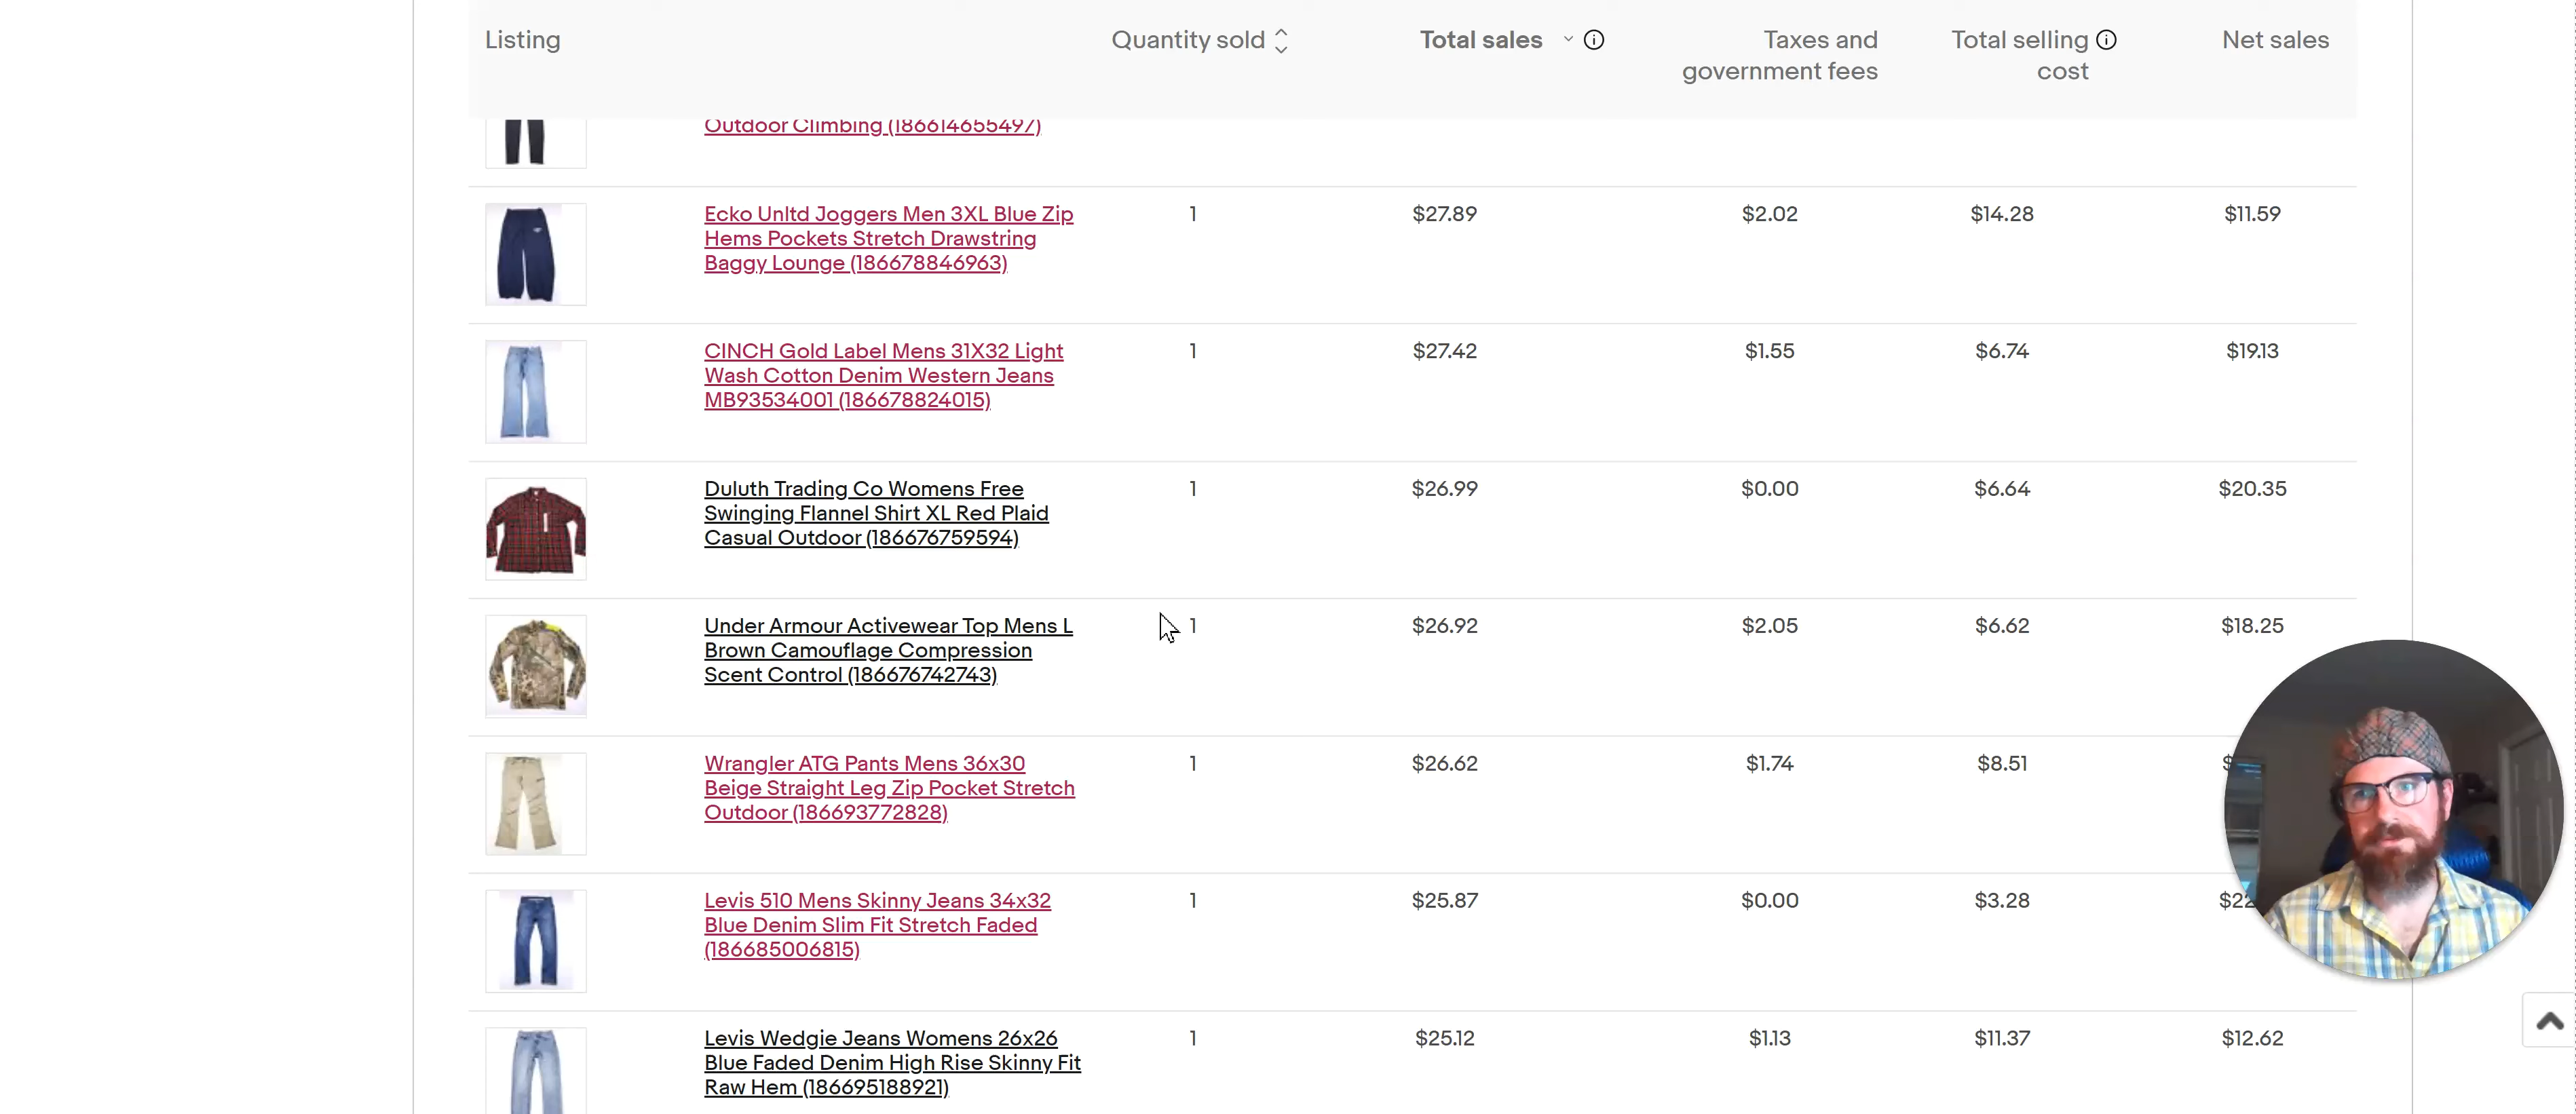 Listing
Quantity sold
Total sales
Taxes and
government fees
Total selling
cost
Net sales
Outdoor Climbing (186614655497)
Ecko Unltd Joggers Men 3XL Blue Zip
Hems Pockets Stretch Drawstring
Baggy Lounge (186678846963)
1 $27.89 $2.02 $14.28 $11.59
CINCH Gold Label Mens 31X32 Light
Wash Cotton Denim Western Jeans
MB93534001 (186678824015)
1 $27.42 $1.55 $6.74 $19.13
Duluth Trading Co Womens Free
Swinging Flannel Shirt XL Red Plaid
Casual Outdoor (186676759594)
1 $26.99 $0.00 $6.64 $20.35
Under Armour Activewear Top Mens L
Brown Camouflage Compression
Scent Control (186676742743)
1 $26.92 $2.05 $6.62 $18.25
Wrangler ATG Pants Mens 36x30
Beige Straight Leg Zip Pocket Stretch
Outdoor (186693772828)
1 $26.62 $1.74 $8.51
Levis 510 Mens Skinny Jeans 34x32
Blue Denim Slim Fit Stretch Faded
(186685006815)
1 $25.87 $0.00 $3.28
Levis Wedgie Jeans Womens 26x26
Blue Faded Denim High Rise Skinny Fit
Raw Hem (186695188921)
1 $25.12 $1.13 $11.37 $12.62